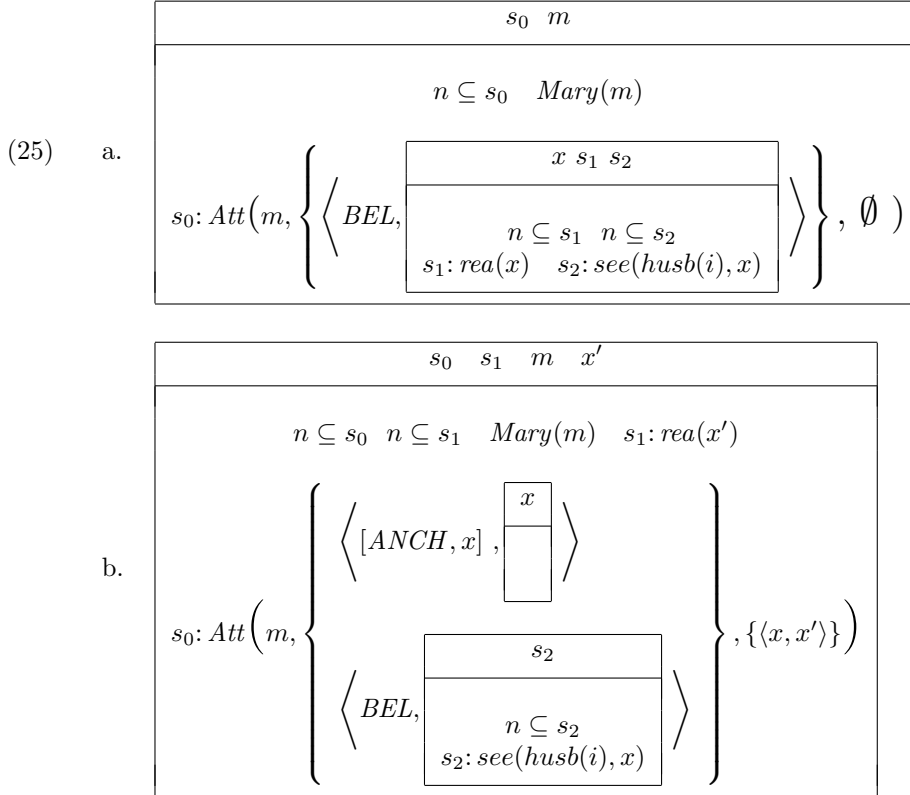 s₀ m
n ⊆ s₀ Mary(m)
(25) a.
x s₁ s₂
s₀: Att(m, { ⟨ BEL, ⟩ } , ∅ )
n ⊆ s₁ n ⊆ s₂
s₁: rea(x) s₂: see(husb(i), x)
s₀ s₁ m x′
n ⊆ s₀ n ⊆ s₁ Mary(m) s₁: rea(x′)
x
⟨ [ANCH, x] , ⟩
b.
s₀: Att(m, { } , {⟨x, x′⟩})
s₂
⟨ BEL, ⟩
n ⊆ s₂
s₂: see(husb(i), x)